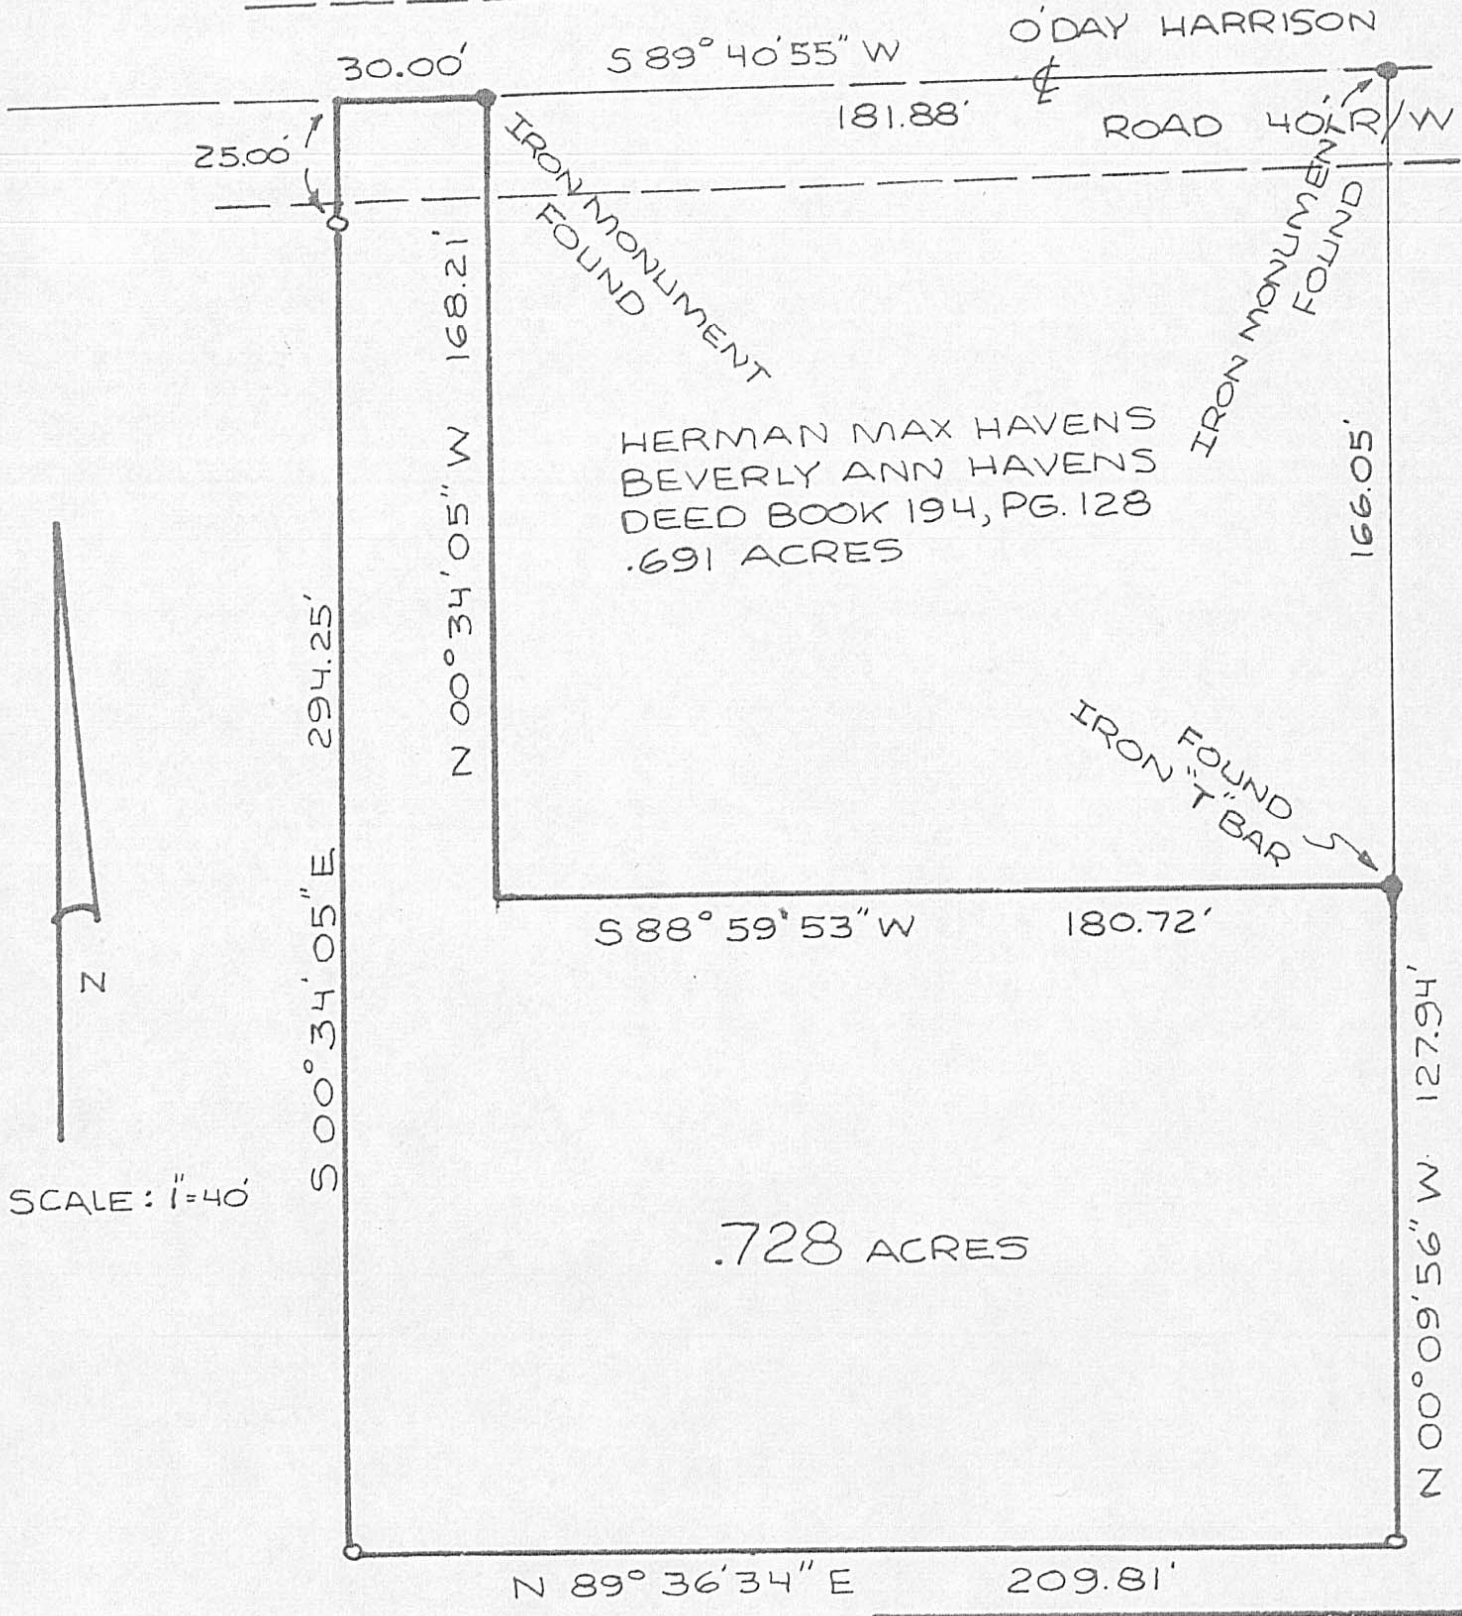 O'DAY HARRISON
30.00'
S 89° 40' 55" W
℄
181.88'
ROAD 40' R/W
25.00'
IRON MONUMENT
FOUND
IRON MONUMENT
FOUND
N 00° 34' 05" W 168.21'
HERMAN MAX HAVENS
BEVERLY ANN HAVENS
DEED BOOK 194, PG. 128
.691 ACRES
166.05'
S 00° 34' 05" E 294.25'
FOUND
IRON "T" BAR
S 88° 59' 53" W 180.72'
N
SCALE: 1"=40'
.728 ACRES
N 00° 09' 56" W 127.94'
N 89° 36' 34" E 209.81'